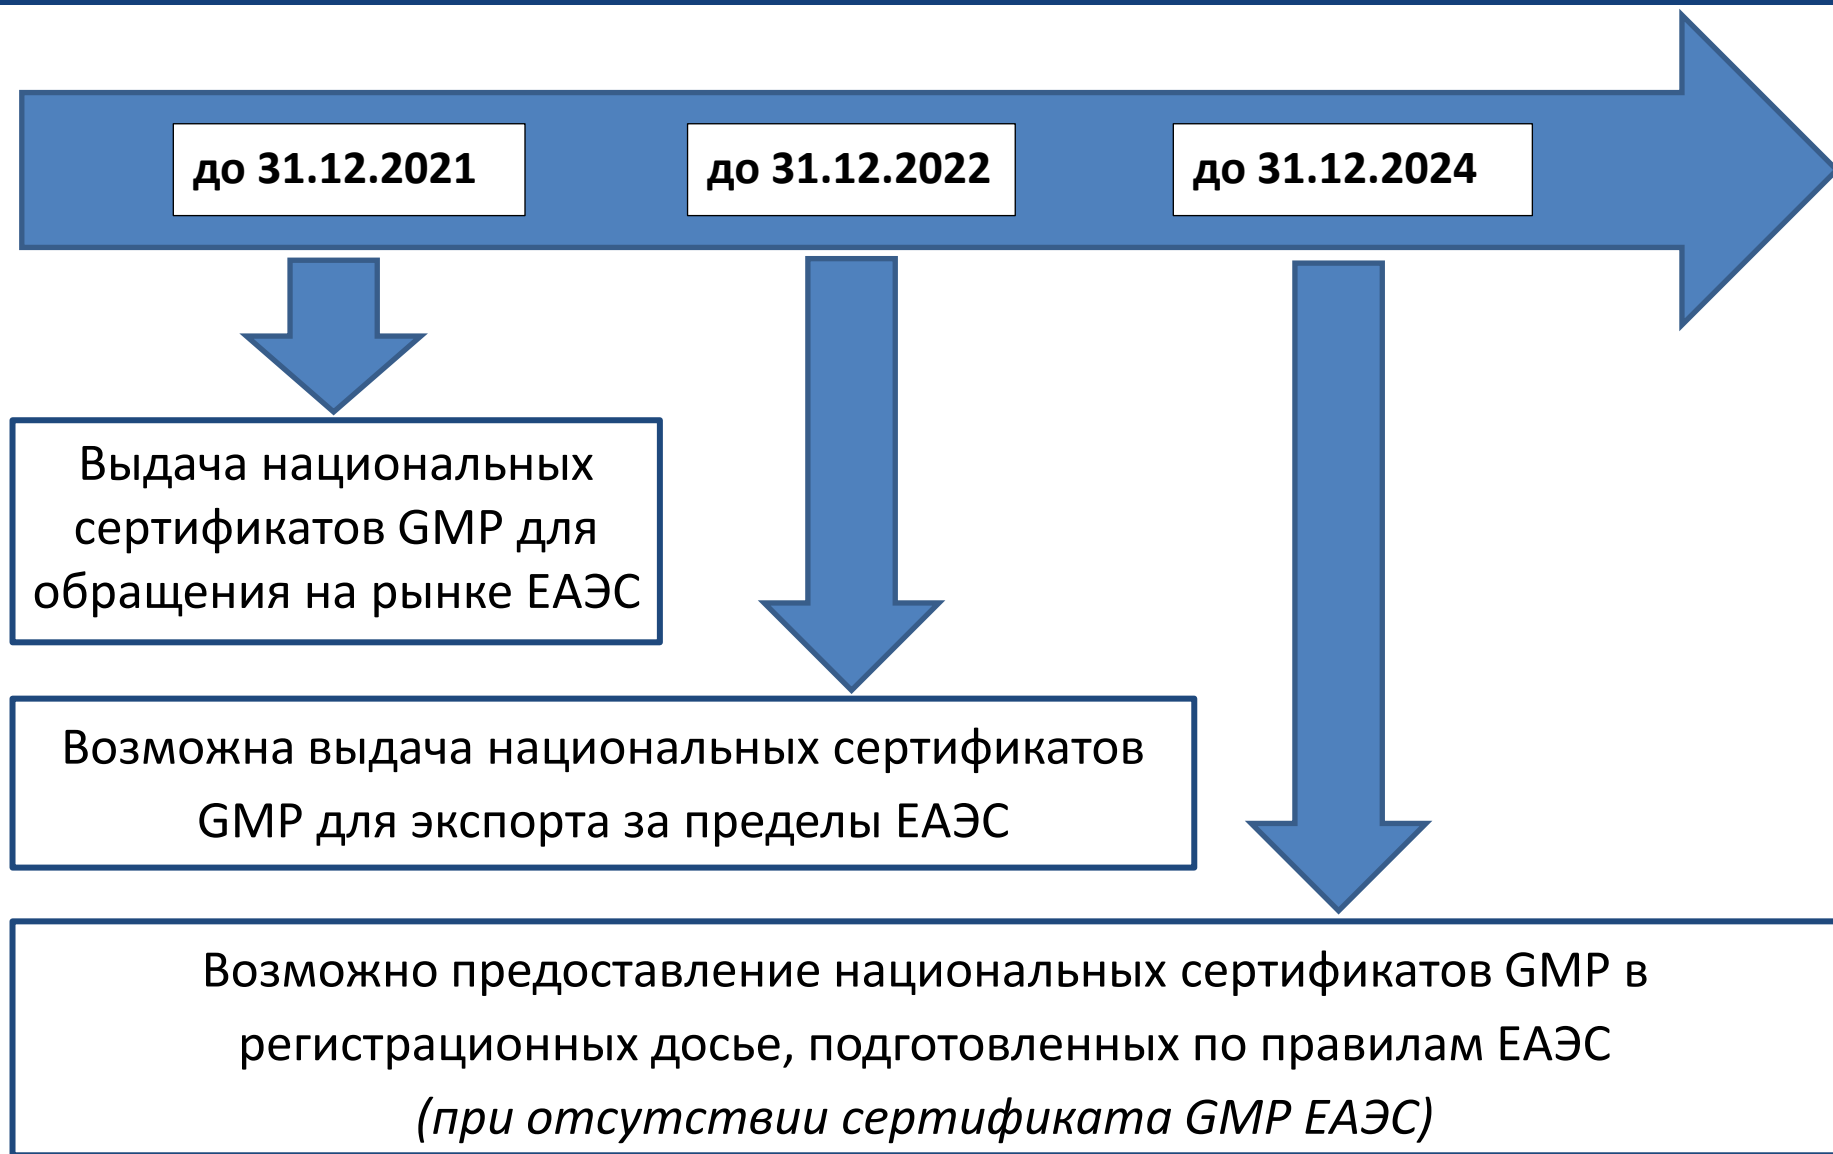 до 31.12.2021
до 31.12.2022
до 31.12.2024
Выдача национальных
сертификатов GMP для
обращения на рынке ЕАЭС
Возможна выдача национальных сертификатов
GMP для экспорта за пределы ЕАЭС
Возможно предоставление национальных сертификатов GMP в
регистрационных досье, подготовленных по правилам ЕАЭС
(при отсутствии сертификата GMP ЕАЭС)